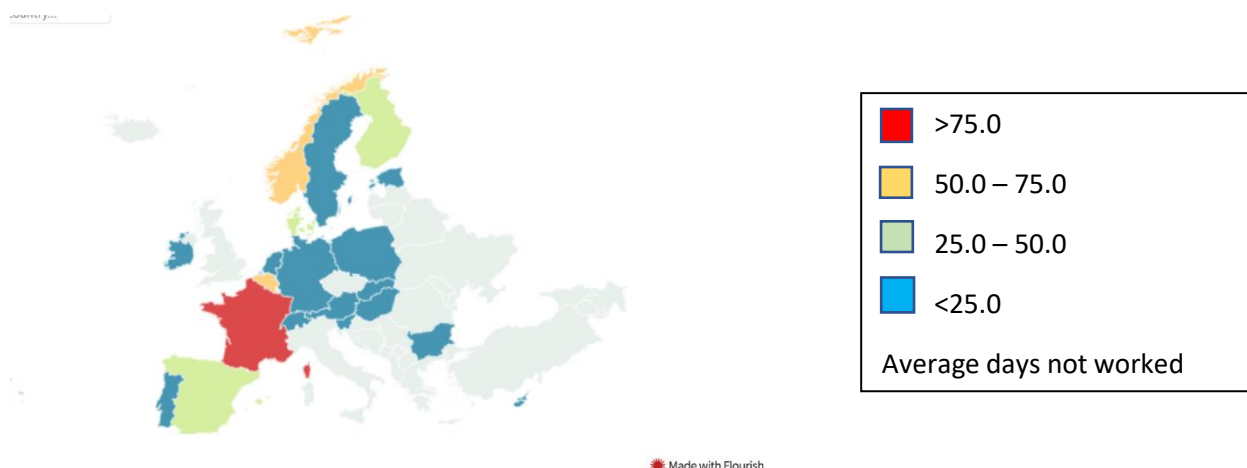 >75.0
50.0 – 75.0
25.0 – 50.0
<25.0
Average days not worked
Made with Flourish